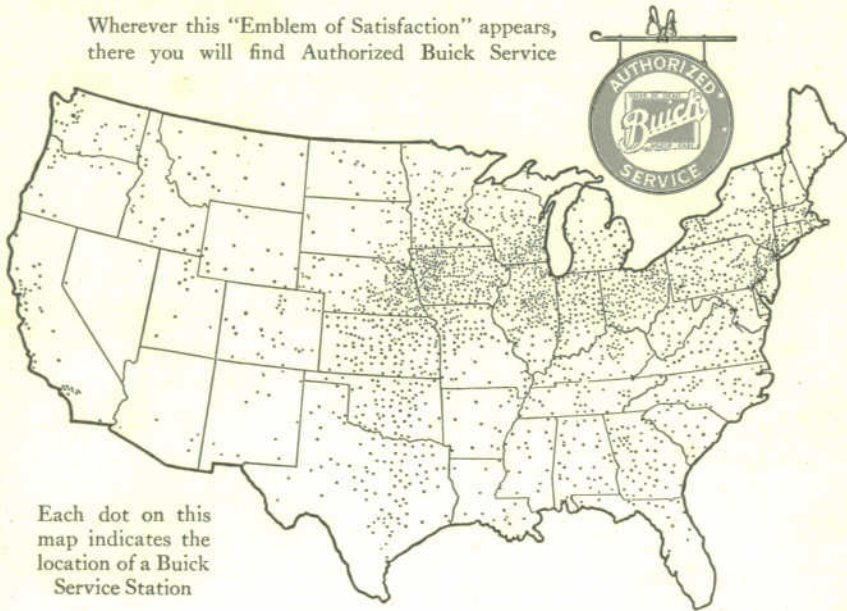 Wherever this “Emblem of Satisfaction” appears,
there you will find Authorized Buick Service
AUTHORIZED
Buick
SERVICE
Each dot on this
map indicates the
location of a Buick
Service Station